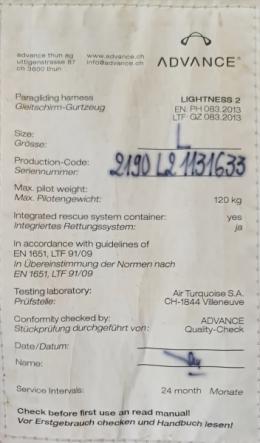 advance thun ag www.advance.ch
uttigenstrasse 87 info@advance.ch
ch 3600 thun
ADVANCE
Paragliding harness LIGHTNESS 2
Gleitschirm-Gurtzeug EN: PH 083.2013
LTF: GZ 083.2013
Size: L
Grösse:
Production-Code: 2190 L2 1131633
Seriennummer:
Max. pilot weight:
Max. Pilotengewicht: 120 kg
Integrated rescue system container: yes
Integriertes Rettungssystem: ja
In accordance with guidelines of
EN 1651, LTF 91/09
In Übereinstimmung der Normen nach
EN 1651, LTF 91/09
Testing laboratory: Air Turquoise S.A.
Prüfstelle: CH-1844 Villeneuve
Conformity checked by: ADVANCE
Stückprüfung durchgeführt von: Quality-Check
Date/Datum:
Name:
Service Intervals: 24 month Monate
Check before first use an read manual!
Vor Erstgebrauch checken und Handbuch lesen!